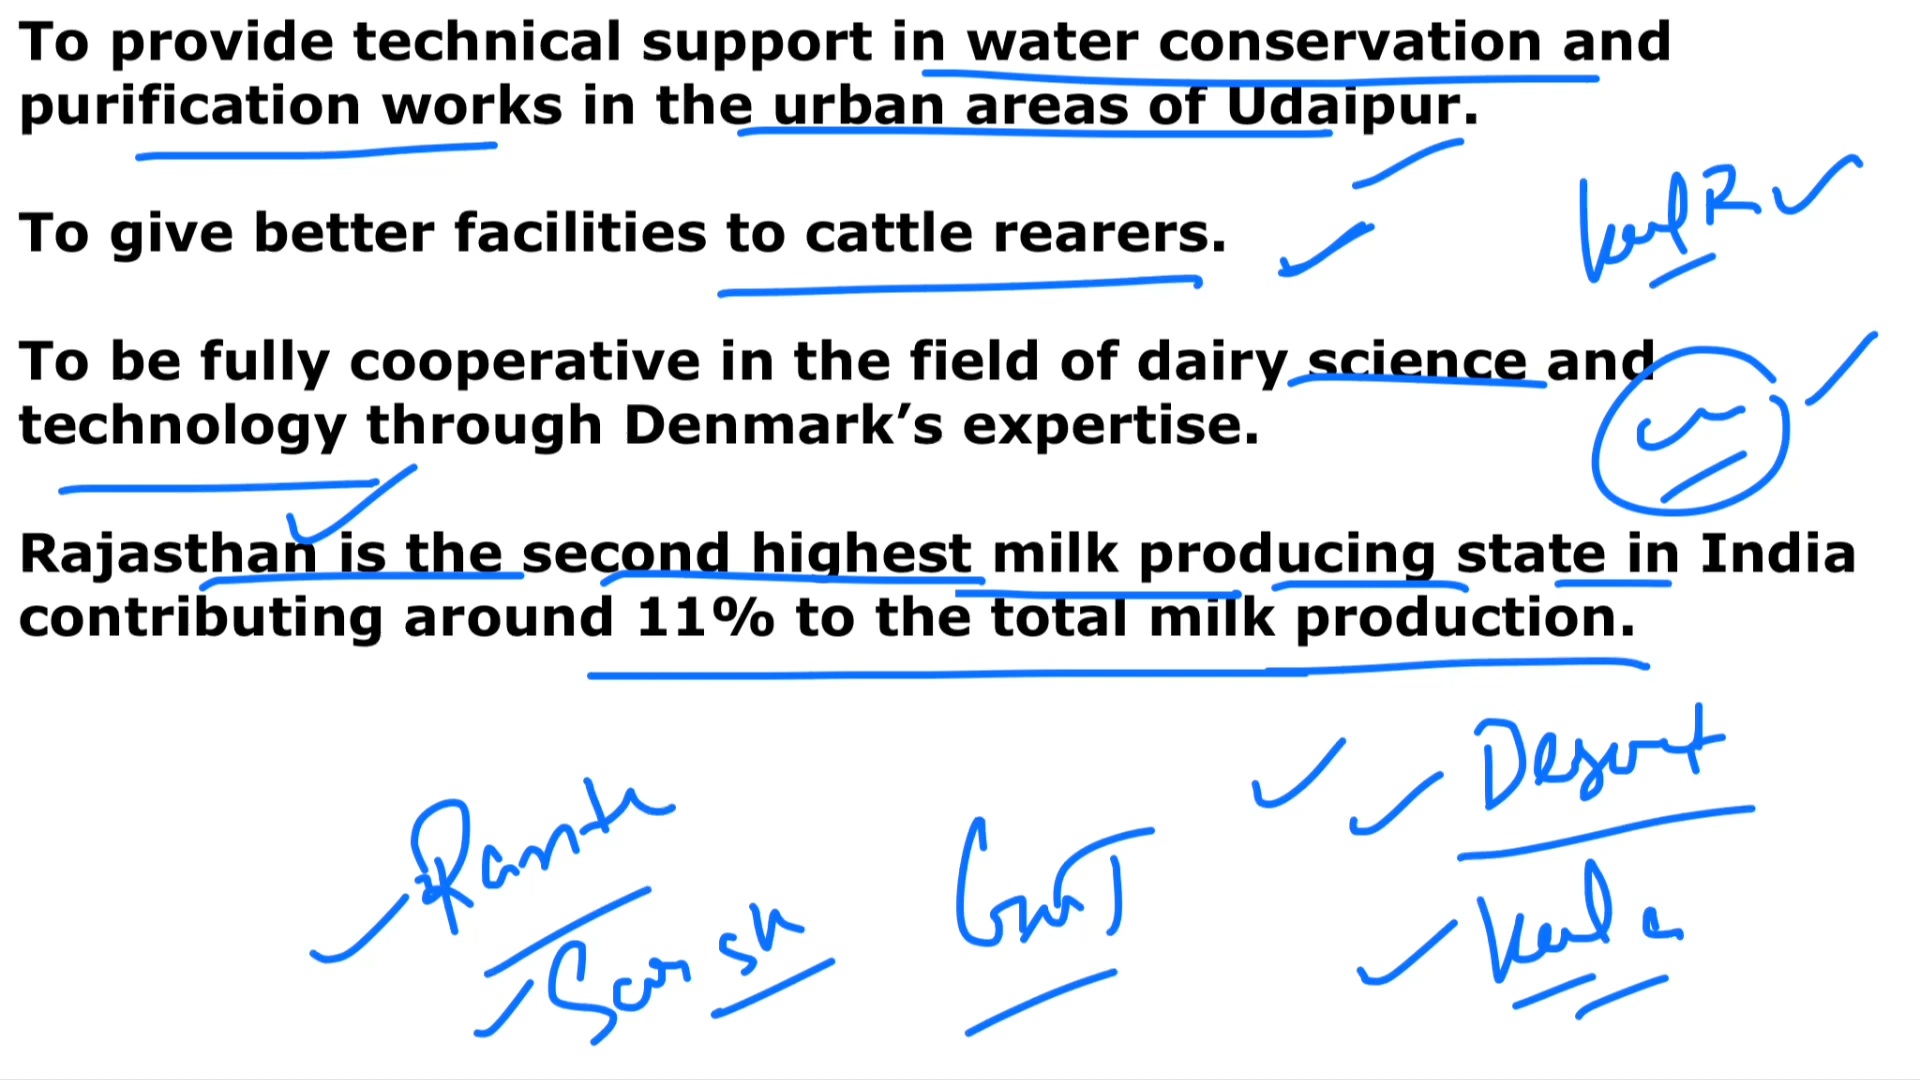 To provide technical support in water conservation and
purification works in the urban areas of Udaipur.
To give better facilities to cattle rearers.
To be fully cooperative in the field of dairy science and
technology through Denmark’s expertise.
Rajasthan is the second highest milk producing state in India
contributing around 11% to the total milk production.
Desert